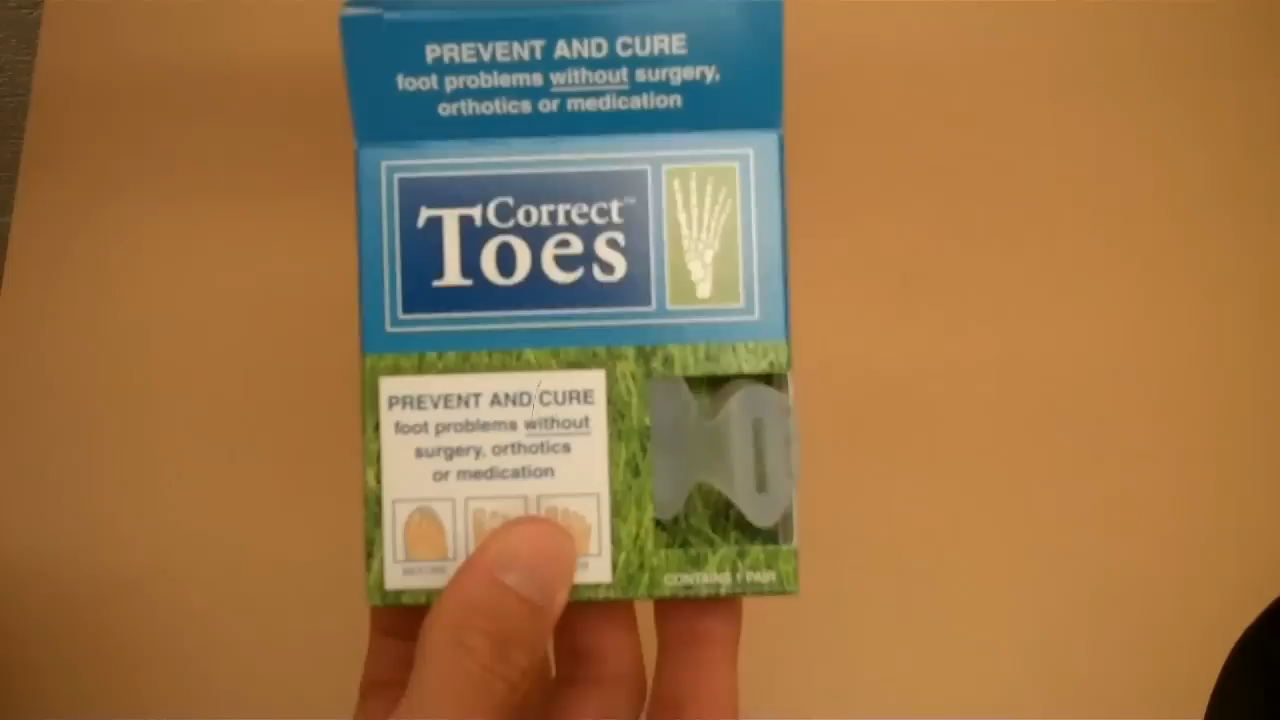 PREVENT AND CURE
foot problems without surgery,
orthotics or medication
Correct™
Toes
PREVENT AND CURE
foot problems without
surgery, orthotics
or medication
BEFORE
CONTAINS 1 PAIR